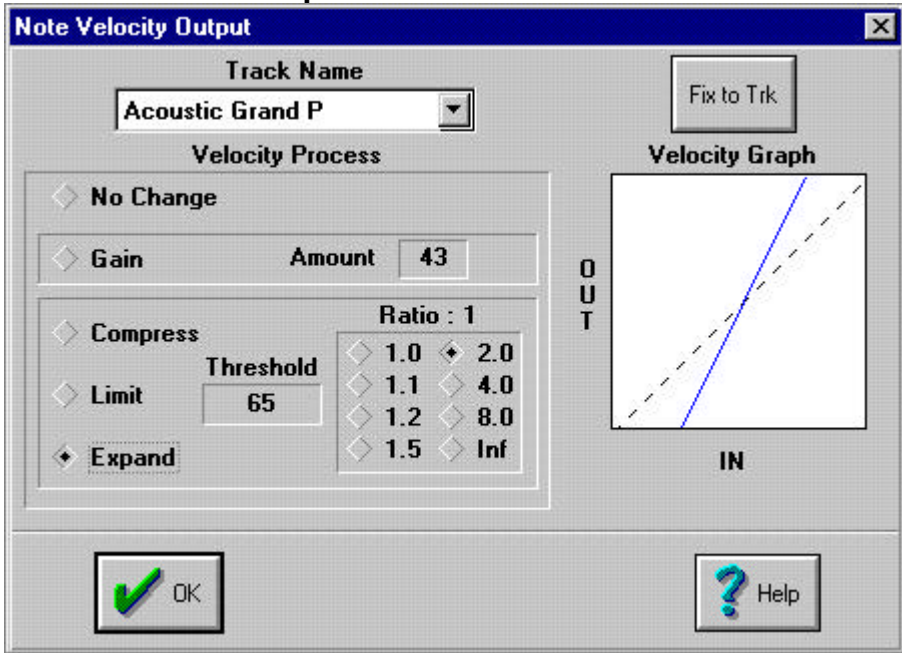 Note Velocity Output
Track Name
Acoustic Grand P
Fix to Trk
Velocity Process
Velocity Graph
No Change
Gain Amount 43
Compress
Limit
Expand
Threshold
65
Ratio : 1
1.0 2.0
1.1 4.0
1.2 8.0
1.5 Inf
OUT
IN
OK
Help